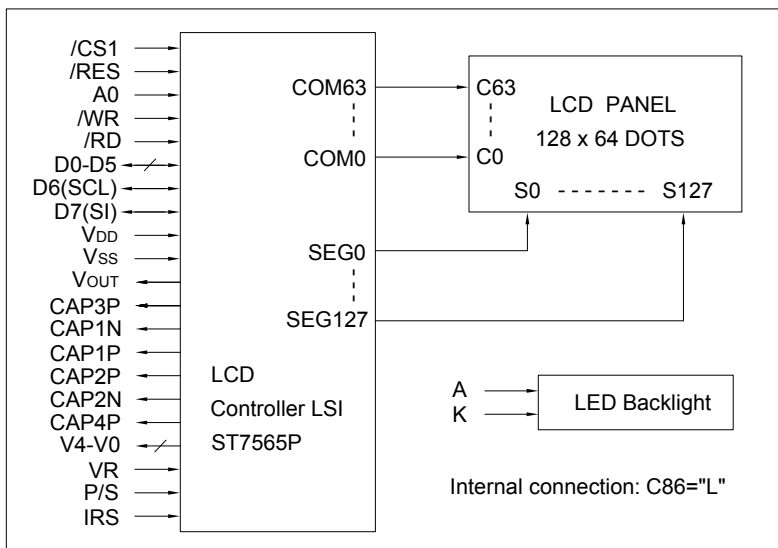 /CS1
/RES
A0
/WR
/RD
D0-D5
D6(SCL)
D7(SI)
VDD
VSS
VOUT
CAP3P
CAP1N
CAP1P
CAP2P
CAP2N
CAP4P
V4-V0
VR
P/S
IRS
COM63
COM0
SEG0
SEG127
LCD
Controller LSI
ST7565P
C63
C0
LCD PANEL
128 x 64 DOTS
S0 S127
A
K
LED Backlight
Internal connection: C86="L"